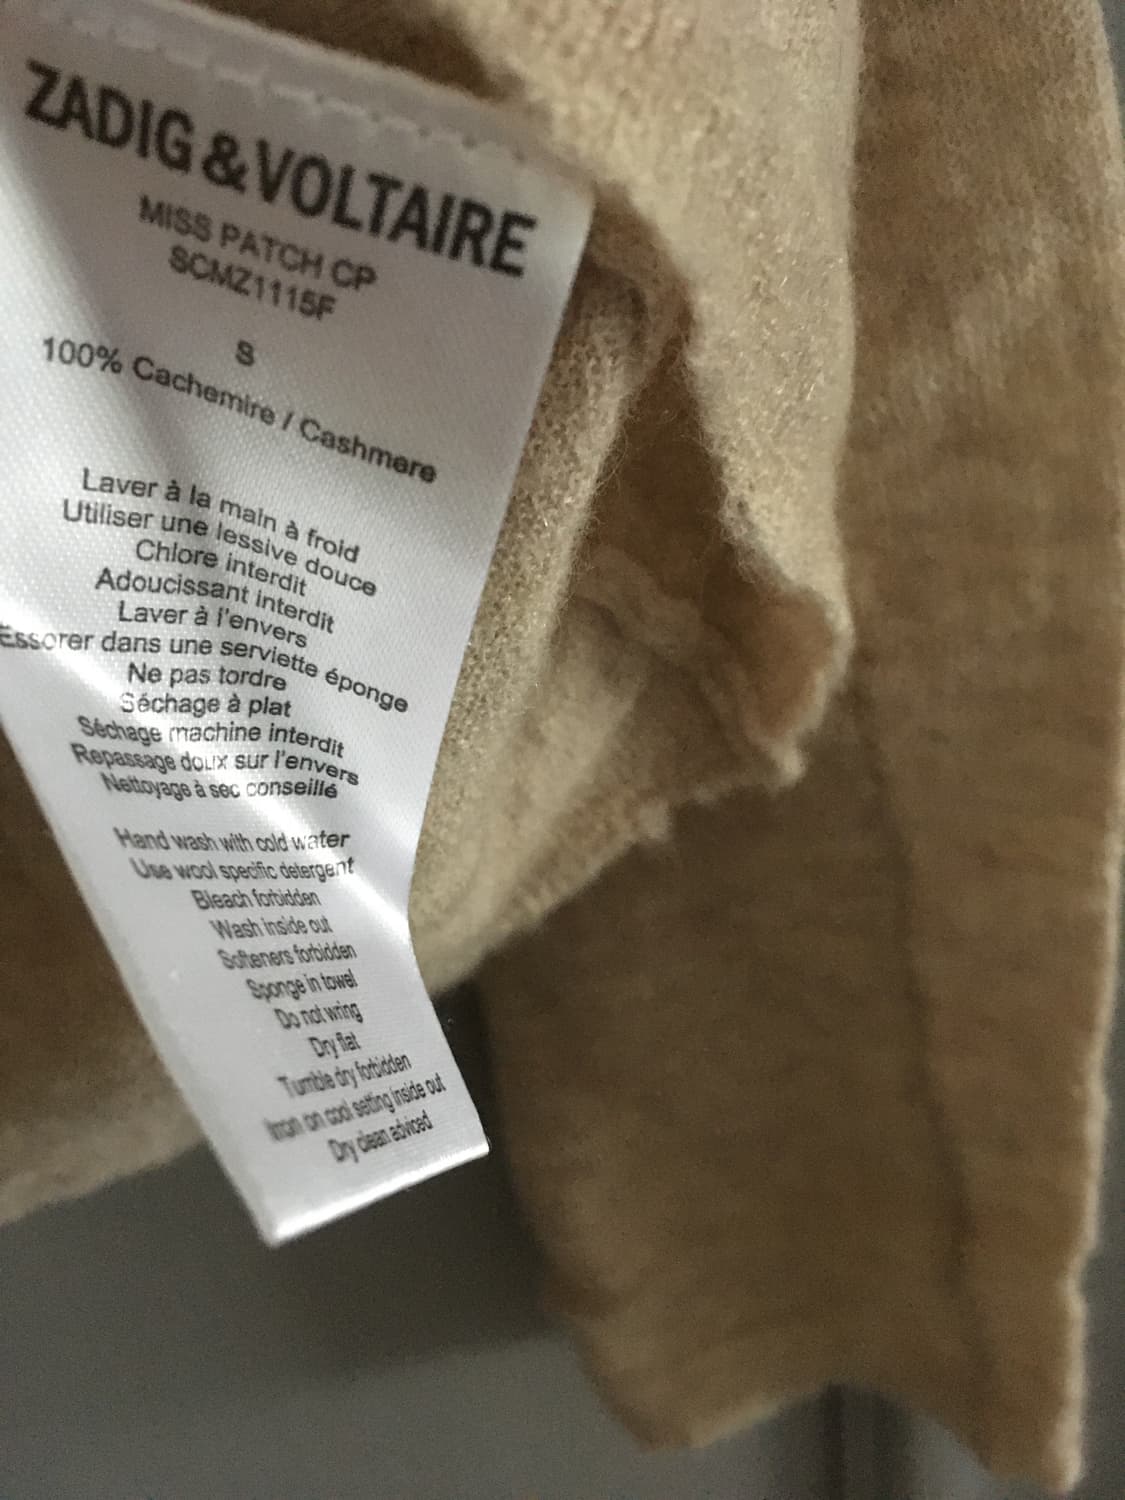 ZADIG & VOLTAIRE
MISS PATCH CP
SCMZ1115F
S
100% Cachemire / Cashmere
Laver à la main à froid
Utiliser une lessive douce
Chlore interdit
Adoucissant interdit
Laver à l'envers
Essorer dans une serviette éponge
Ne pas tordre
Séchage à plat
Séchage machine interdit
Repassage doux sur l'envers
Nettoyage à sec conseillé
Hand wash with cold water
Use wool specific detergent
Bleach forbidden
Wash inside out
Softeners forbidden
Sponge in towel
Do not wring
Dry flat
Tumble dry forbidden
Iron on cool setting inside out
Dry clean adviced